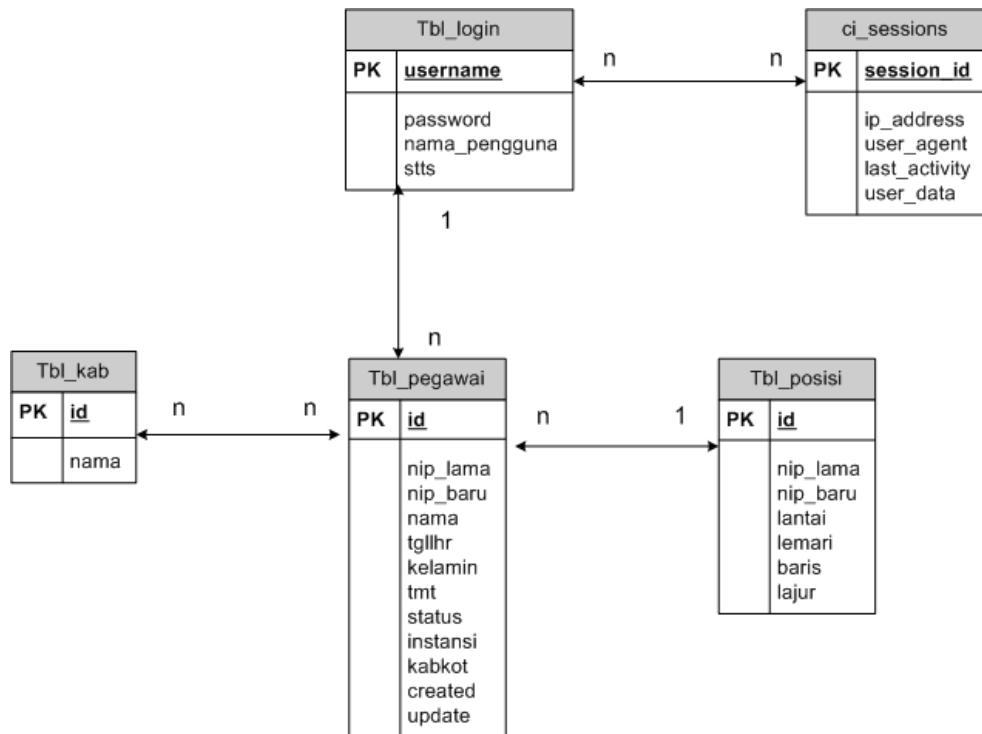 Tbl_login
PK username
password
nama_pengguna
stts
n n
ci_sessions
PK session_id
ip_address
user_agent
last_activity
user_data
1
n
Tbl_kab
PK id
nama
n n
Tbl_pegawai
PK id
nip_lama
nip_baru
nama
tgllhr
kelamin
tmt
status
instansi
kabkot
created
update
n 1
Tbl_posisi
PK id
nip_lama
nip_baru
lantai
lemari
baris
lajur